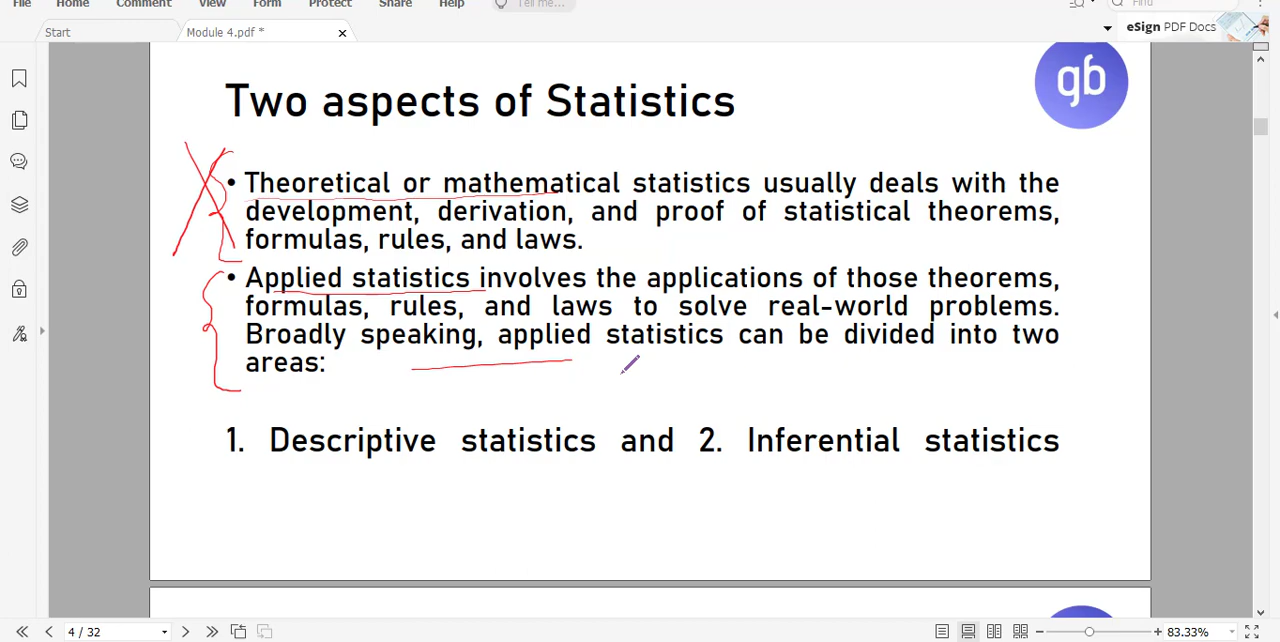 File Home Comment View Form Protect Share Help Tell me... Find
Start Module 4.pdf * eSign PDF Docs
gb
Two aspects of Statistics
• Theoretical or mathematical statistics usually deals with the
development, derivation, and proof of statistical theorems,
formulas, rules, and laws.
• Applied statistics involves the applications of those theorems,
formulas, rules, and laws to solve real-world problems.
Broadly speaking, applied statistics can be divided into two
areas:
1. Descriptive statistics and 2. Inferential statistics
4 / 32 83.33%